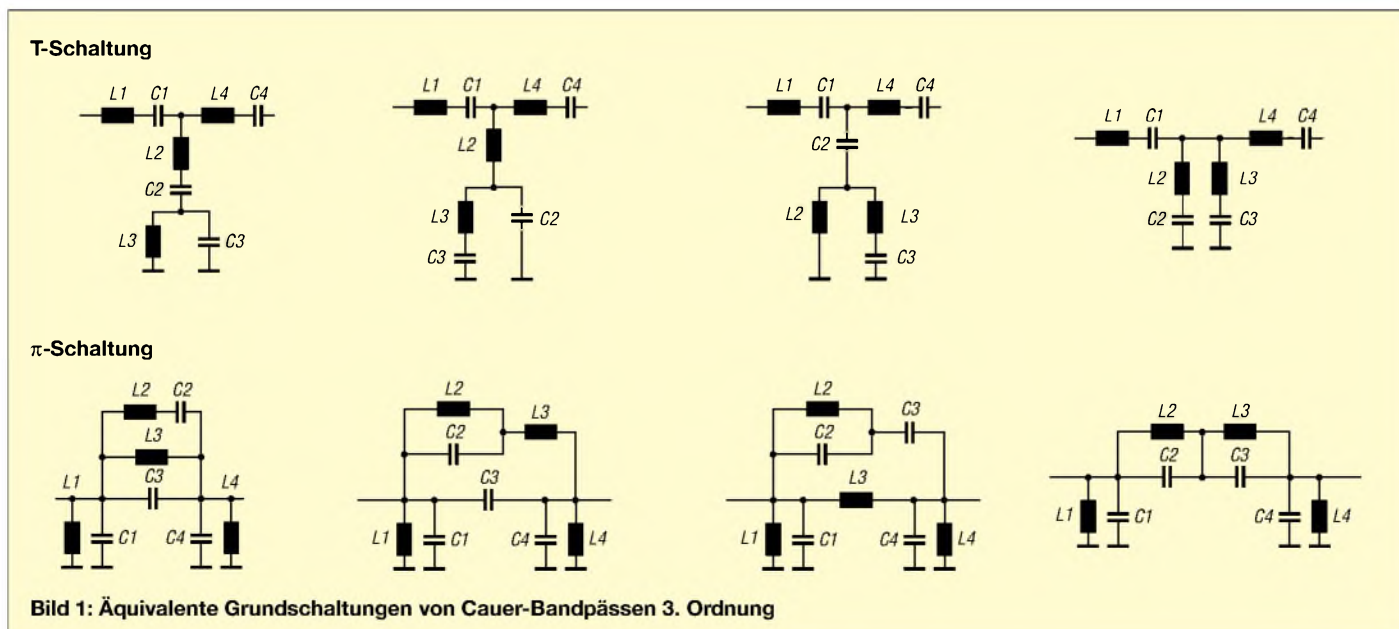 T-Schaltung
L1 C1 L4 C4
L2
C2
L3 C3
L1 C1 L4 C4
L2
L3 C2
C3
L1 C1 L4 C4
C2
L2 L3
C3
L1 C1 L4 C4
L2 L3
C2 C3
π-Schaltung
L2 C2
L3
C3
L1 L4
C1 C4
L2
L3
C2
C3
L1 C1 C4 L4
L2
C3
C2
L3
L1 C1 C4 L4
L2 L3
C2 C3
L1 C1 C4 L4
Bild 1: Äquivalente Grundschaltungen von Cauer-Bandpässen 3. Ordnung